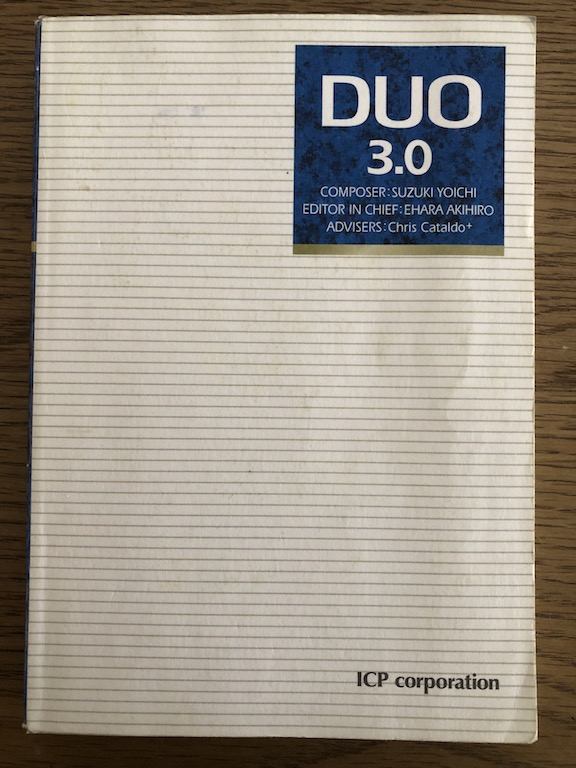 DUO
3.0
COMPOSER:SUZUKI YOICHI
EDITOR IN CHIEF:EHARA AKIHIRO
ADVISERS:Chris Cataldo+
ICP corporation